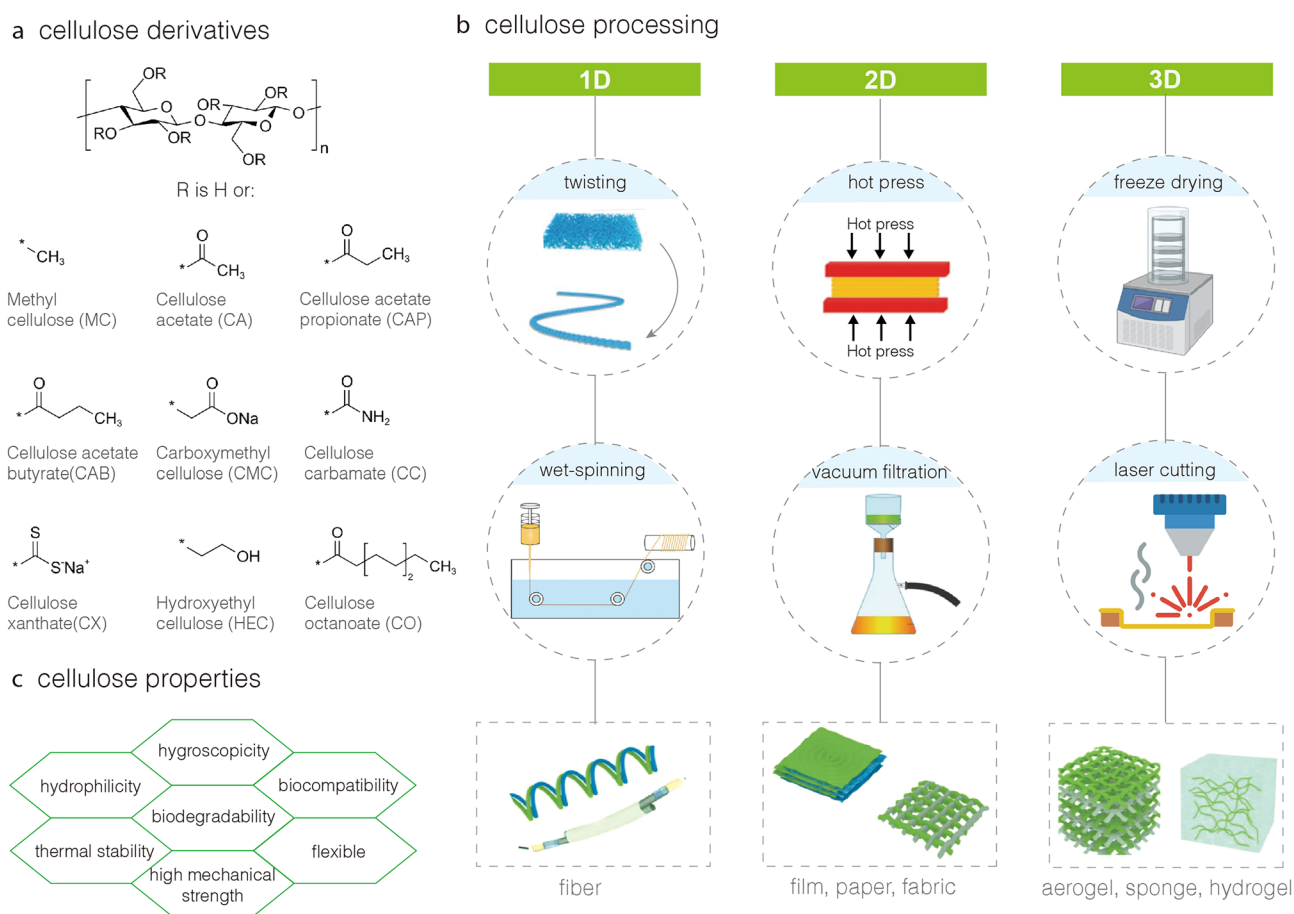 a cellulose derivatives
OR
OR
RO
O
O
RO
O
OR
O
OR
n
R is H or:
*
CH3
Methyl
cellulose (MC)
O
*
CH3
Cellulose
acetate (CA)
O
*
CH3
Cellulose acetate
propionate (CAP)
O
*
CH3
Cellulose acetate
butyrate(CAB)
O
*
ONa
Carboxymethyl
cellulose (CMC)
O
*
NH2
Cellulose
carbamate (CC)
S
*
S-Na+
Cellulose
xanthate(CX)
*
OH
Hydroxyethyl
cellulose (HEC)
O
*
2
CH3
Cellulose
octanoate (CO)
b cellulose processing
1D
twisting
wet-spinning
fiber
2D
hot press
Hot press
Hot press
vacuum filtration
film, paper, fabric
3D
freeze drying
laser cutting
aerogel, sponge, hydrogel
c cellulose properties
hygroscopicity
hydrophilicity
biocompatibility
biodegradability
thermal stability
flexible
high mechanical
strength